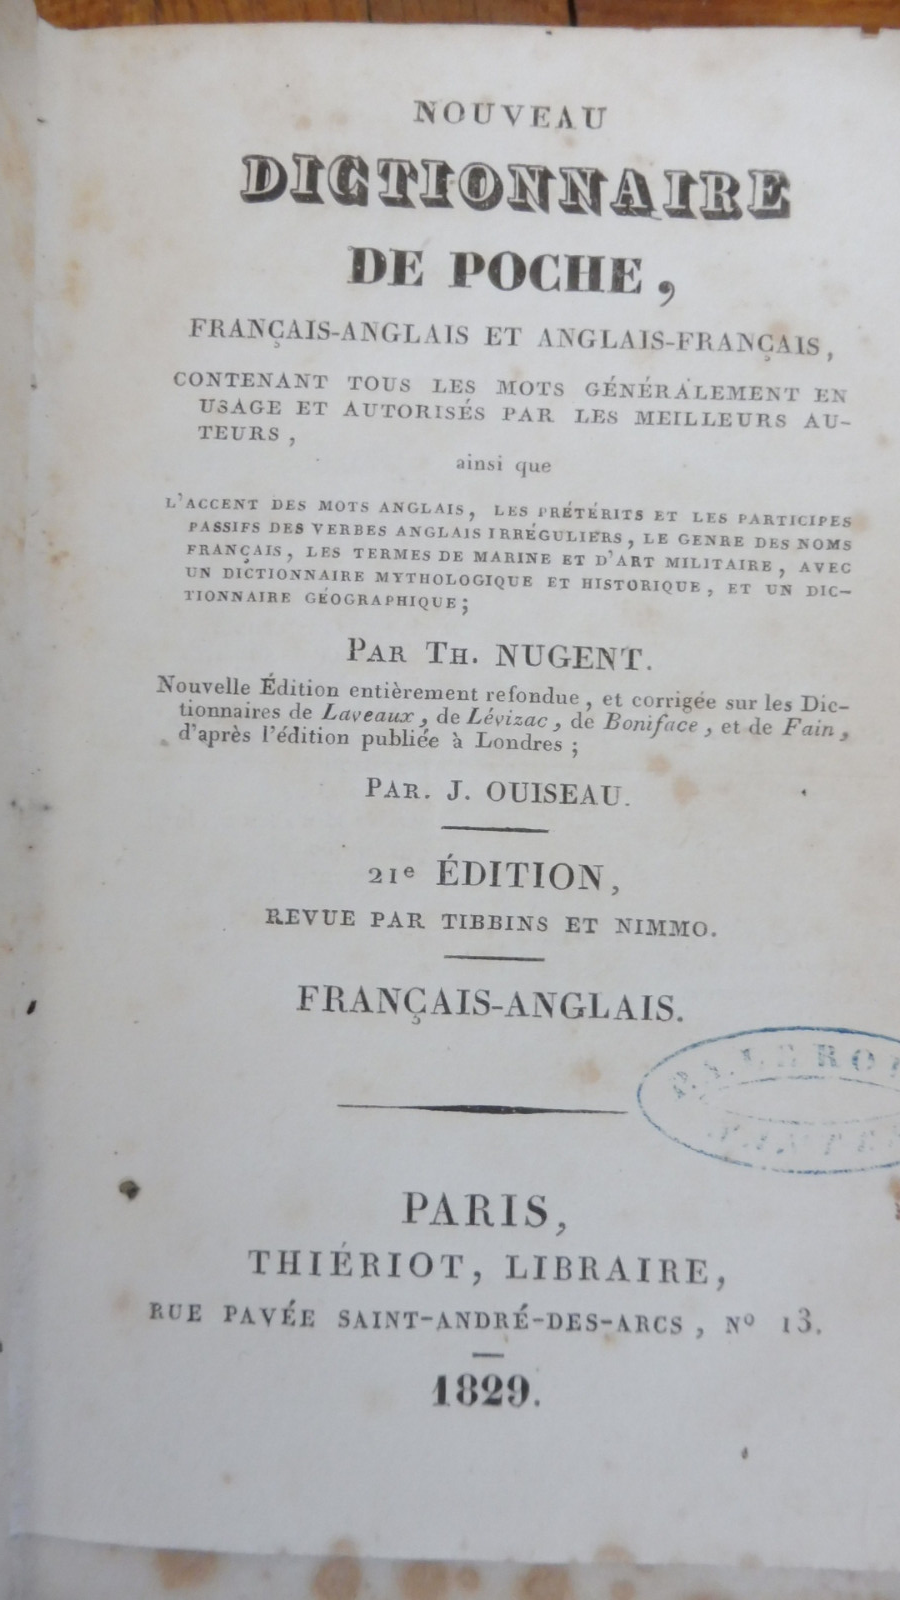 NOUVEAU
DICTIONNAIRE
DE POCHE,
FRANÇAIS-ANGLAIS ET ANGLAIS-FRANÇAIS,
CONTENANT TOUS LES MOTS GÉNÉRALEMENT EN
USAGE ET AUTORISÉS PAR LES MEILLEURS AU-
TEURS,
ainsi que
L'ACCENT DES MOTS ANGLAIS, LES PRÉTÉRITS ET LES PARTICIPES
PASSIFS DES VERBES ANGLAIS IRRÉGULIERS, LE GENRE DES NOMS
FRANÇAIS, LES TERMES DE MARINE ET D'ART MILITAIRE, AVEC
UN DICTIONNAIRE MYTHOLOGIQUE ET HISTORIQUE, ET UN DIC-
TIONNAIRE GÉOGRAPHIQUE;
PAR TH. NUGENT.
Nouvelle Édition entièrement refondue, et corrigée sur les Dic-
tionnaires de Laveaux, de Lévizac, de Boniface, et de Fain,
d'après l'édition publiée à Londres;
PAR. J. OUISEAU.
21e ÉDITION,
REVUE PAR TIBBINS ET NIMMO.
FRANÇAIS-ANGLAIS.
PARIS,
THIÉRIOT, LIBRAIRE,
RUE PAVÉE SAINT-ANDRÉ-DES-ARCS, Nº 13.
1829.